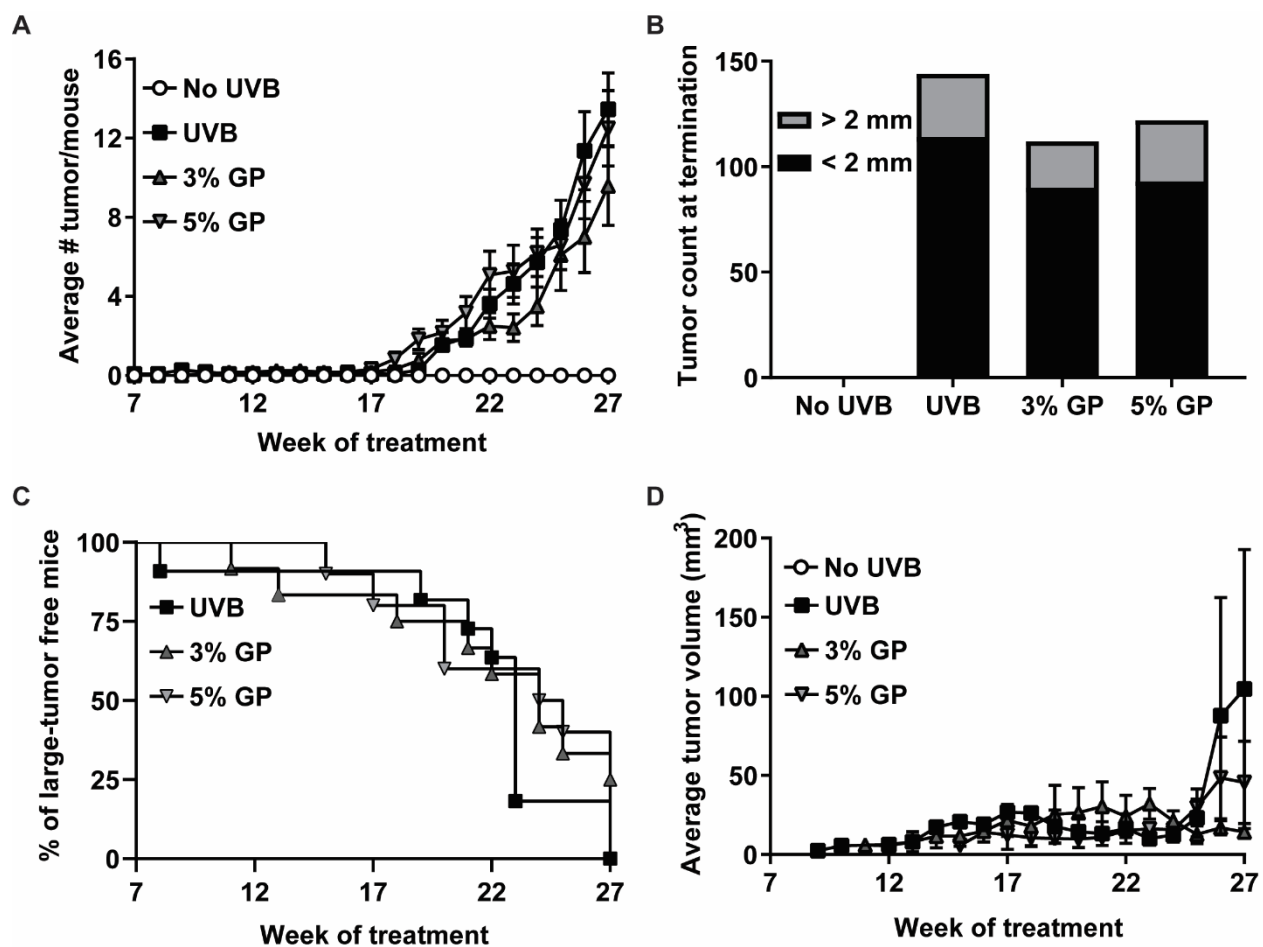 A
Average # tumor/mouse
16
12
8
4
0
No UVB
UVB
3% GP
5% GP
7
12
17
22
27
Week of treatment
B
Tumor count at termination
150
100
50
0
> 2 mm
< 2 mm
No UVB
UVB
3% GP
5% GP
C
% of large-tumor free mice
100
75
50
25
0
UVB
3% GP
5% GP
7
12
17
22
27
Week of treatment
D
Average tumor volume (mm³)
200
150
100
50
0
No UVB
UVB
3% GP
5% GP
7
12
17
22
27
Week of treatment